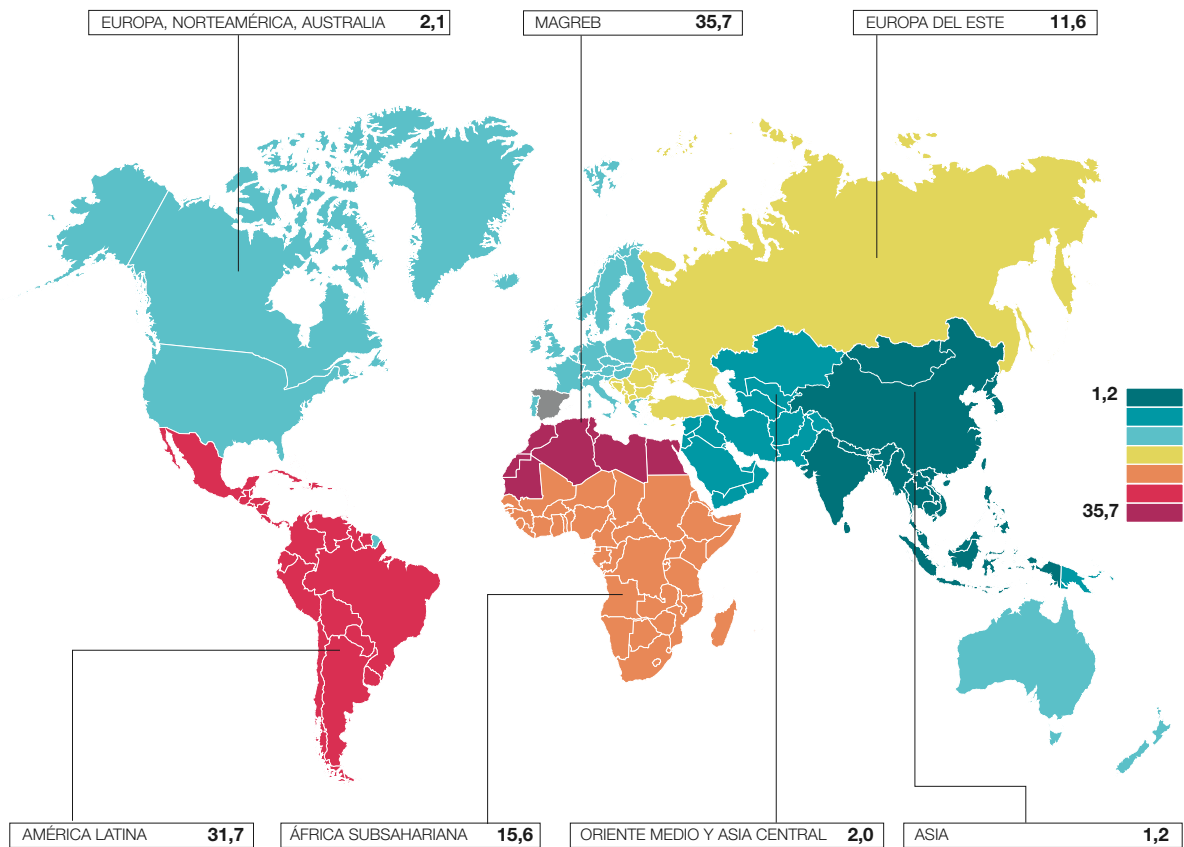 EUROPA, NORTEAMÉRICA, AUSTRALIA 2,1
MAGREB 35,7
EUROPA DEL ESTE 11,6
1,2
35,7
AMÉRICA LATINA 31,7
ÁFRICA SUBSAHARIANA 15,6
ORIENTE MEDIO Y ASIA CENTRAL 2,0
ASIA 1,2